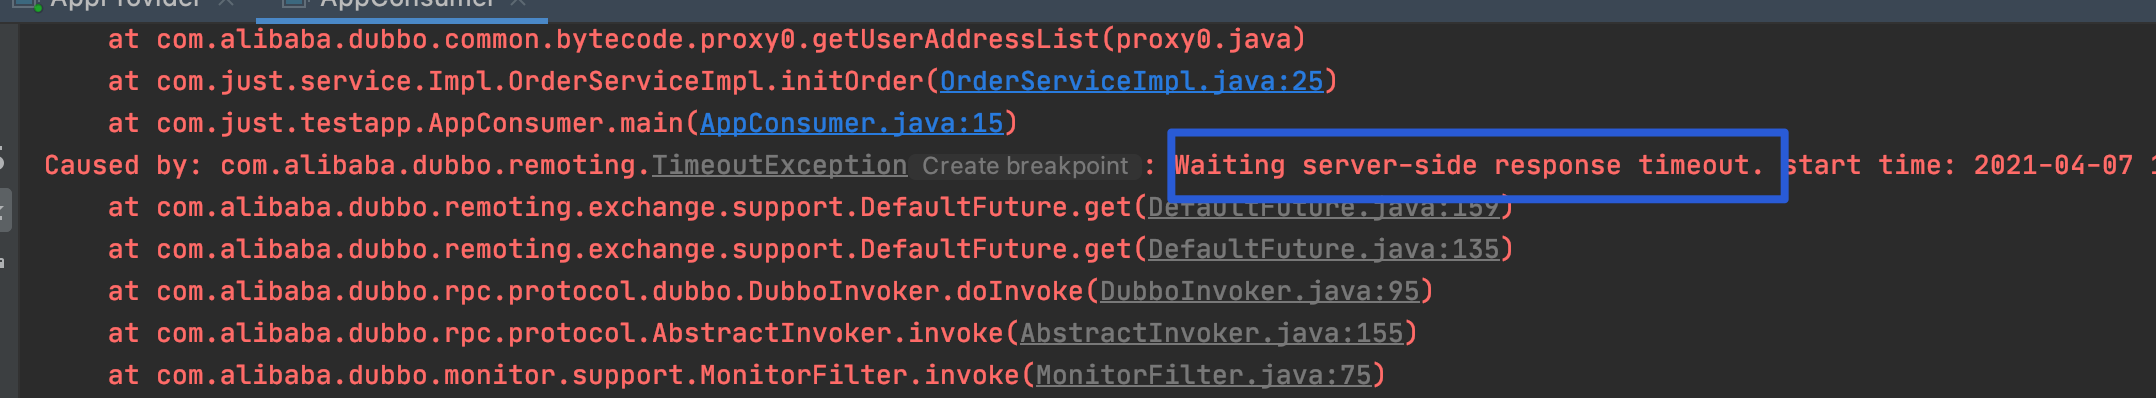 AppProvider × AppConsumer ×
at com.alibaba.dubbo.common.bytecode.proxy0.getUserAddressList(proxy0.java)
at com.just.service.Impl.OrderServiceImpl.initOrder(OrderServiceImpl.java:25)
at com.just.testapp.AppConsumer.main(AppConsumer.java:15)
Caused by: com.alibaba.dubbo.remoting.TimeoutException Create breakpoint : Waiting server-side response timeout. start time: 2021-04-07
at com.alibaba.dubbo.remoting.exchange.support.DefaultFuture.get(DefaultFuture.java:159)
at com.alibaba.dubbo.remoting.exchange.support.DefaultFuture.get(DefaultFuture.java:135)
at com.alibaba.dubbo.rpc.protocol.dubbo.DubboInvoker.doInvoke(DubboInvoker.java:95)
at com.alibaba.dubbo.rpc.protocol.AbstractInvoker.invoke(AbstractInvoker.java:155)
at com.alibaba.dubbo.monitor.support.MonitorFilter.invoke(MonitorFilter.java:75)